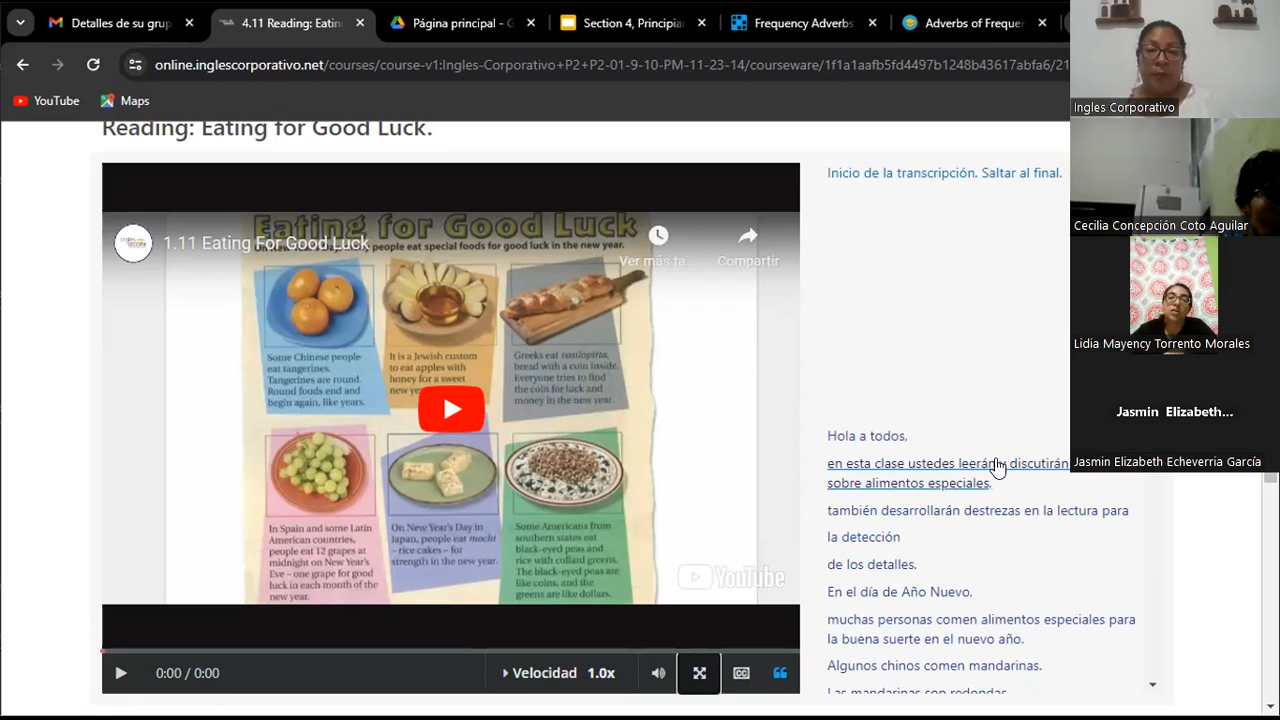 Detalles de su grup
4.11 Reading: Eatin
Página principal - G
Section 4, Principian
Frequency Adverbs
Adverbs of Frequen
online.inglescorporativo.net/courses/course-v1:Ingles-Corporativo+P2+P2-01-9-10-PM-11-23-14/courseware/1f1a1aafb5fd4497b1248b43617abfa6/21
YouTube
Maps
Reading: Eating for Good Luck.
Eating for Good Luck
people eat special foods for good luck in the new year.
1.11 Eating For Good Luck
Ver más ta
Compartir
Some Chinese people
eat tangerines.
Tangerines are round.
Round foods end and
begin again, like years.
It is a Jewish custom
to eat apples with
honey for a sweet
new ye
Greeks eat vasilopitta,
bread with a coin inside.
Everyone tries to find
the coin for luck and
money in the new year.
In Spain and some Latin
American countries,
people eat 12 grapes at
midnight on New Year's
Eve – one grape for good
luck in each month of the
new year.
On New Year's Day in
Japan, people eat mochi
– rice cakes – for
strength in the new year.
Some Americans from
southern states eat
black-eyed peas and
rice with collard greens.
The black-eyed peas are
like coins, and the
greens are like dollars.
YouTube
0:00 / 0:00
Velocidad 1.0x
CC
Inicio de la transcripción. Saltar al final.
Hola a todos,
en esta clase ustedes leerán y discutirán
sobre alimentos especiales,
también desarrollarán destrezas en la lectura para
la detección
de los detalles.
En el día de Año Nuevo,
muchas personas comen alimentos especiales para
la buena suerte en el nuevo año.
Algunos chinos comen mandarinas.
Las mandarinas son redondas
Ingles Corporativo
Cecilia Concepción Coto Aguilar
Lidia Mayency Torrento Morales
Jasmin Elizabeth...
Jasmin Elizabeth Echeverria García